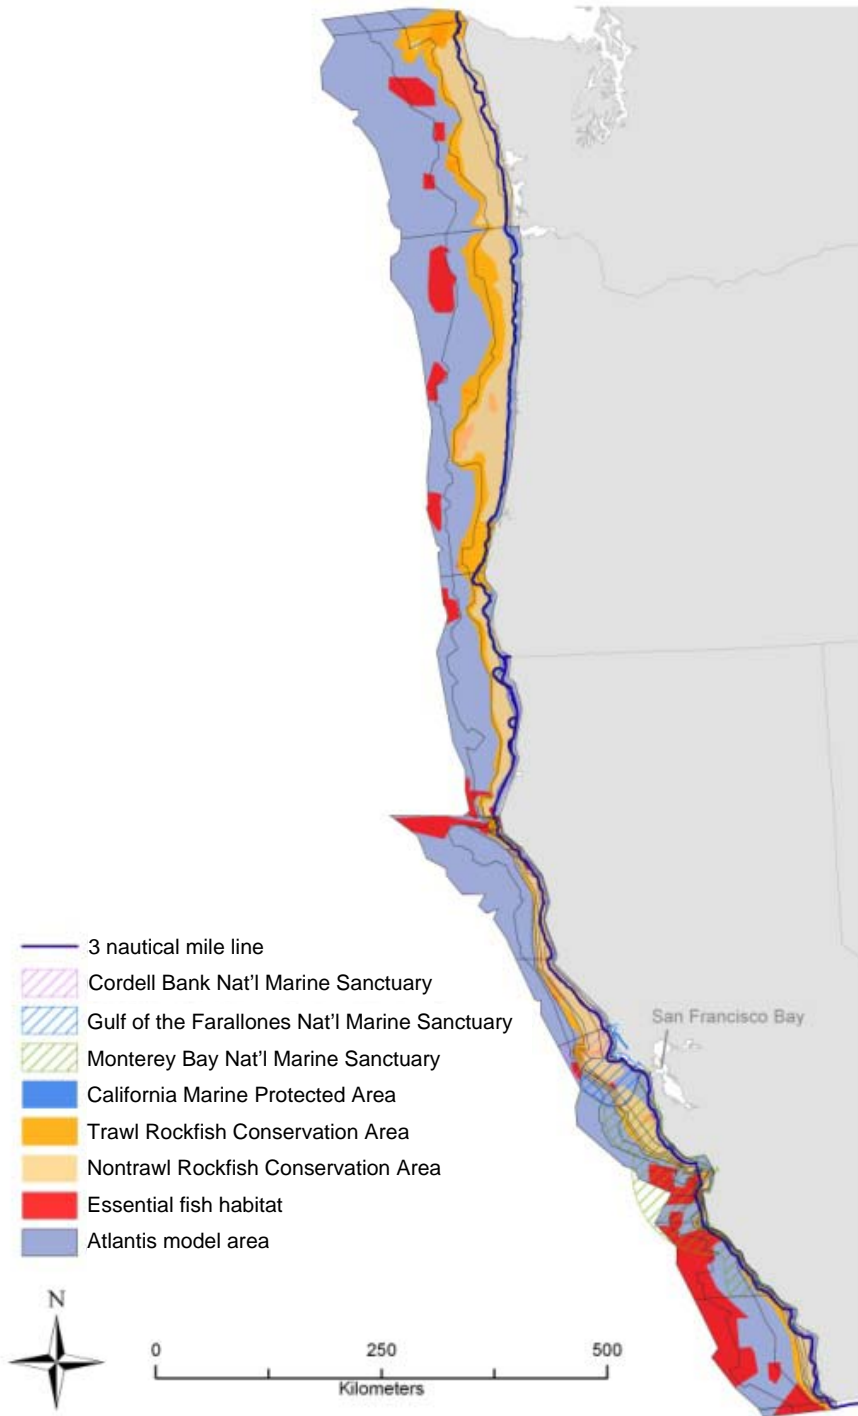 3 nautical mile line
Cordell Bank Nat'l Marine Sanctuary
Gulf of the Farallones Nat'l Marine Sanctuary
Monterey Bay Nat'l Marine Sanctuary
California Marine Protected Area
Trawl Rockfish Conservation Area
Nontrawl Rockfish Conservation Area
Essential fish habitat
Atlantis model area
San Francisco Bay
N
0 250 500
Kilometers